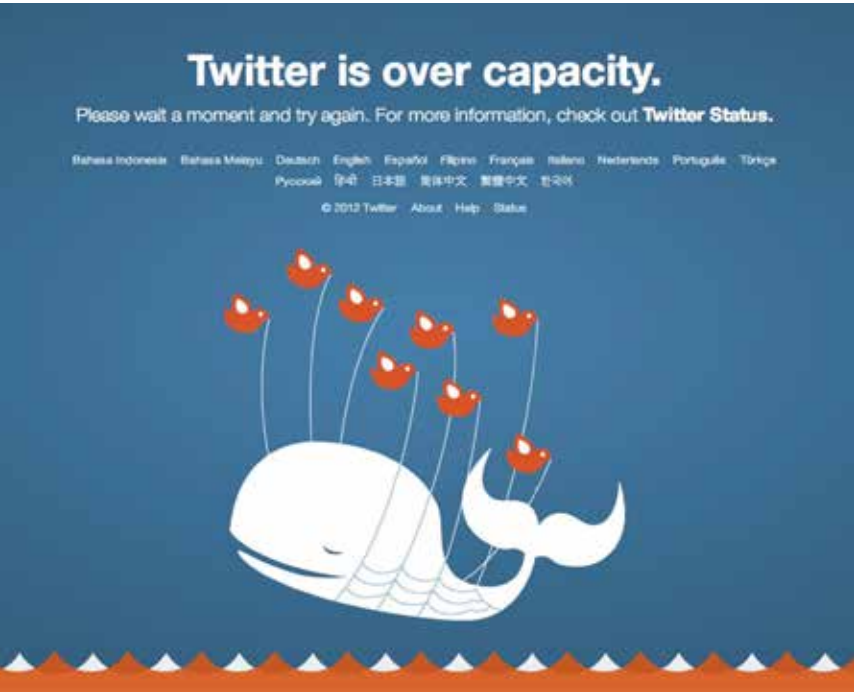 Twitter is over capacity.
Please wait a moment and try again. For more information, check out Twitter Status.
Bahasa Indonesia Bahasa Melayu Deutsch English Español Filipino Français Italiano Nederlands Português Türkçe
Русский हिन्दी 日本語 简体中文 繁體中文 한국어
© 2012 Twitter About Help Status